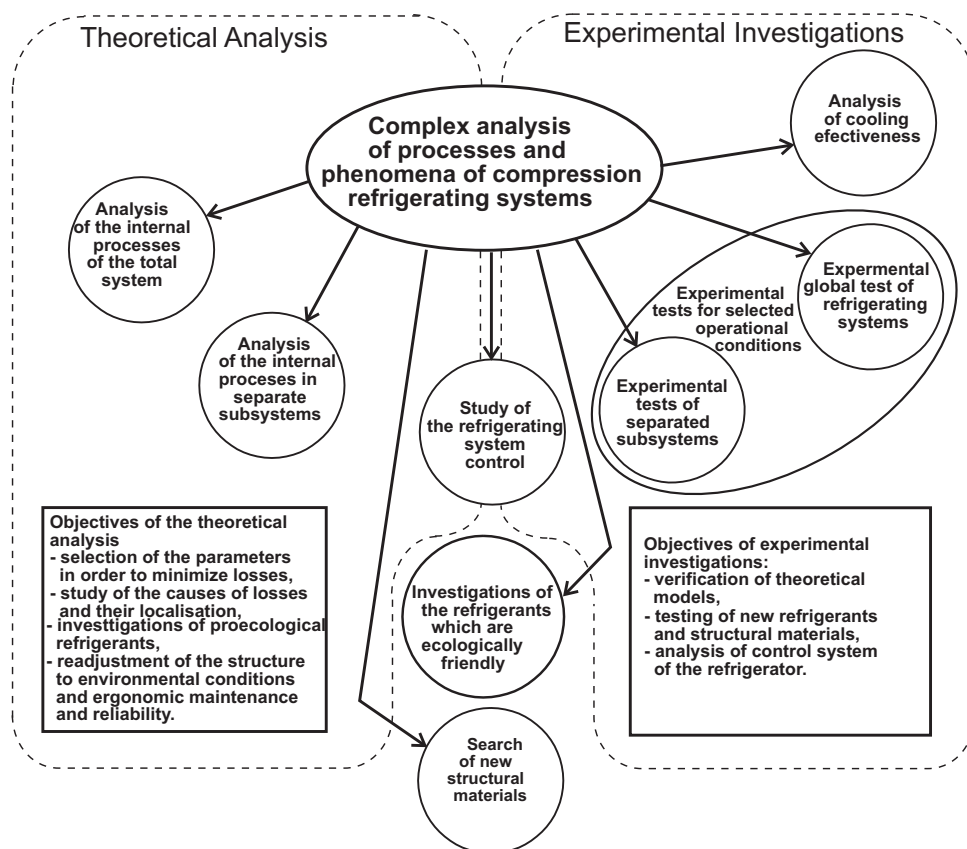 Theoretical Analysis
Experimental Investigations
Complex analysis
of processes and
phenomena of compression
refrigerating systems
Analysis
of cooling
efectiveness
Analysis
of the internal
processes
of the total
system
Analysis
of the internal
proceses in
separate
subsystems
Study of
the refrigerating
system
control
Experimental
tests for selected
operational
conditions
Expermental
global test of
refrigerating
systems
Experimental
tests of
separated
subsystems
Objectives of the theoretical
analysis
- selection of the parameters
in order to minimize losses,
- study of the causes of losses
and their localisation,
- investtigations of proecological
refrigerants,
- readjustment of the structure
to environmental conditions
and ergonomic maintenance
and reliability.
Investigations of
the refrigerants
which are
ecologically
friendly
Objectives of experimental
investigations:
- verification of theoretical
models,
- testing of new refrigerants
and structural materials,
- analysis of control system
of the refrigerator.
Search
of new
structural
materials